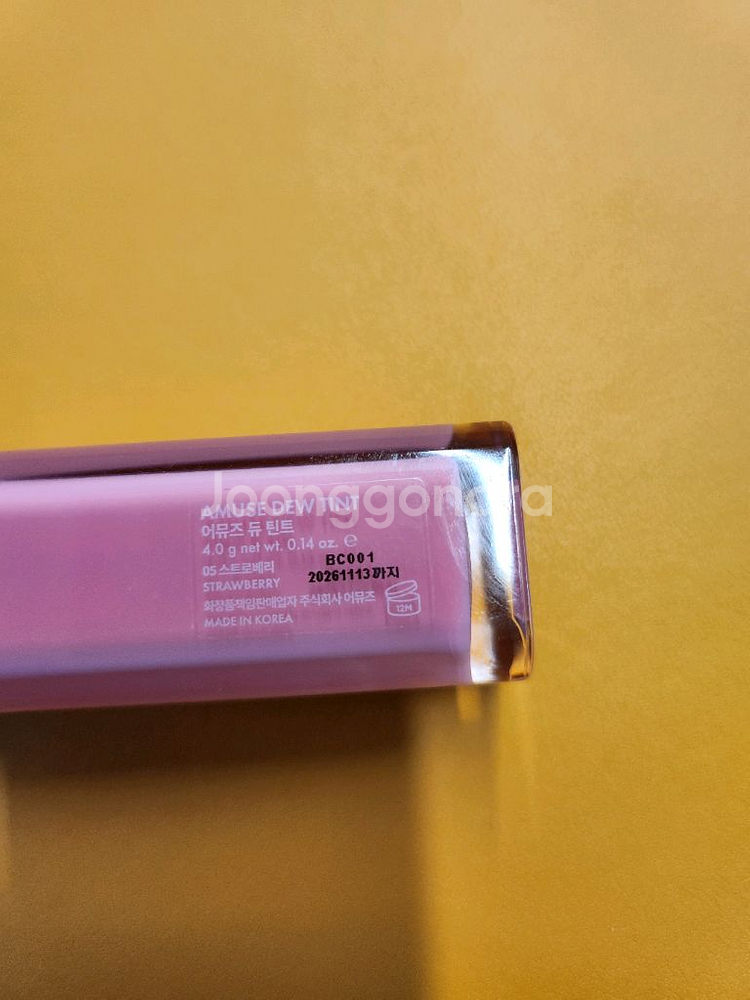 Joonggonara
AMUSE DEW TINT
어뮤즈 듀 틴트
4.0 g net wt. 0.14 oz. ℮
05 스트로베리
STRAWBERRY
BC001
20261113까지
화장품책임판매업자 주식회사 어뮤즈
MADE IN KOREA
12M